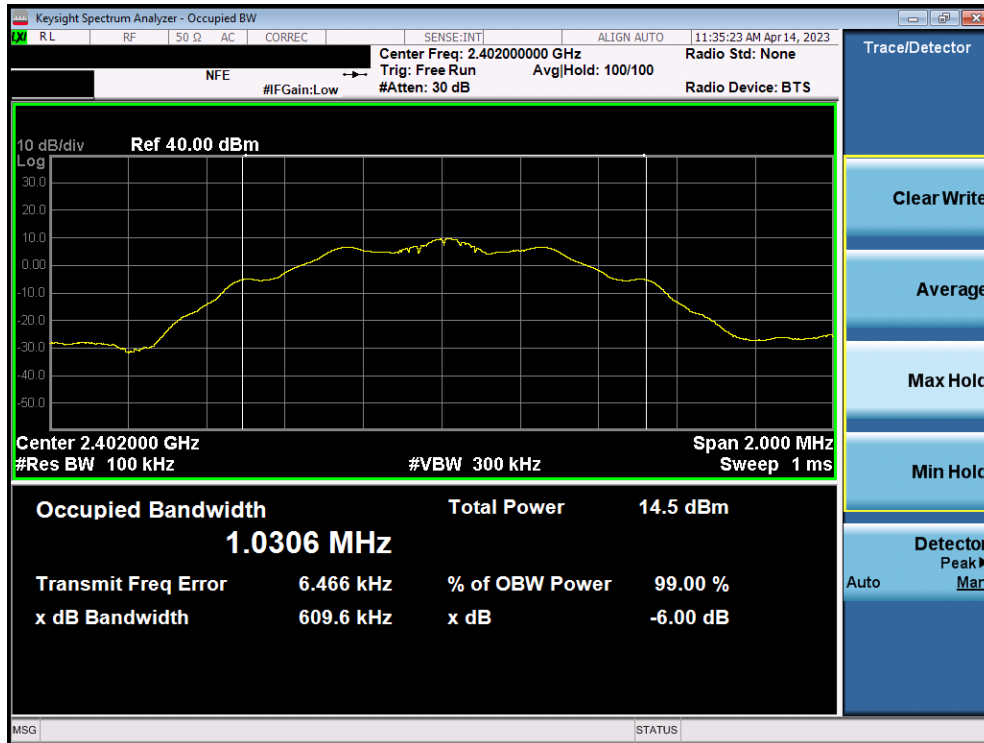 Keysight Spectrum Analyzer - Occupied BW
LXI RL RF 50 Ω AC CORREC SENSE:INT ALIGN AUTO 11:35:23 AM Apr 14, 2023
Center Freq: 2.402000000 GHz Radio Std: None
NFE Trig: Free Run Avg|Hold: 100/100
#IFGain:Low #Atten: 30 dB Radio Device: BTS
Trace/Detector
10 dB/div Ref 40.00 dBm
Log
30.0
20.0
10.0
0.00
-10.0
-20.0
-30.0
-40.0
-50.0
Center 2.402000 GHz Span 2.000 MHz
#Res BW 100 kHz #VBW 300 kHz Sweep 1 ms
Occupied Bandwidth Total Power 14.5 dBm
1.0306 MHz
Transmit Freq Error 6.466 kHz % of OBW Power 99.00 %
x dB Bandwidth 609.6 kHz x dB -6.00 dB
Clear Write
Average
Max Hold
Min Hold
Detector
Peak
Auto Man
MSG STATUS